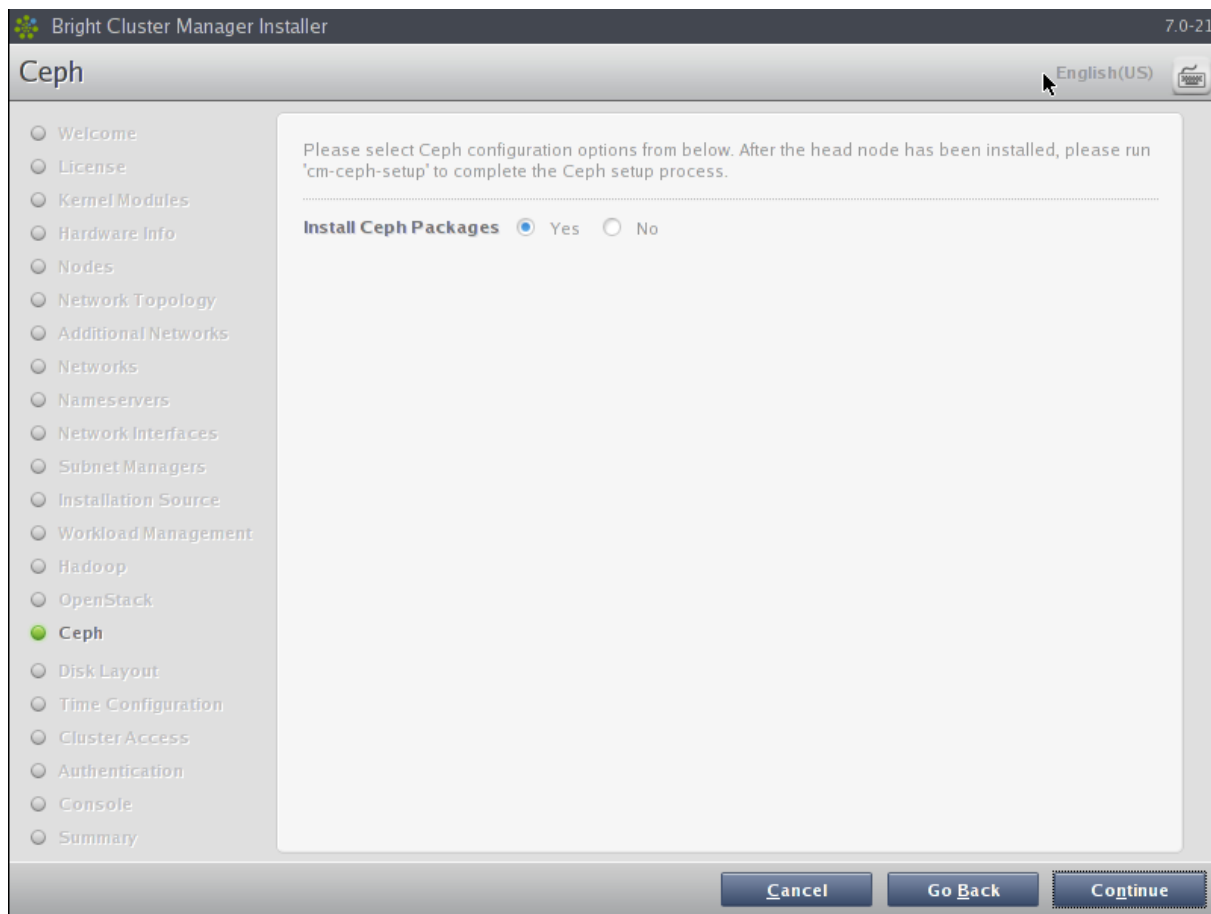 Bright Cluster Manager Installer
7.0-21
Ceph
English(US)
Welcome
License
Kernel Modules
Hardware Info
Nodes
Network Topology
Additional Networks
Networks
Nameservers
Network Interfaces
Subnet Managers
Installation Source
Workload Management
Hadoop
OpenStack
Ceph
Disk Layout
Time Configuration
Cluster Access
Authentication
Console
Summary
Please select Ceph configuration options from below. After the head node has been installed, please run
'cm-ceph-setup' to complete the Ceph setup process.
Install Ceph Packages Yes No
Cancel
Go Back
Continue